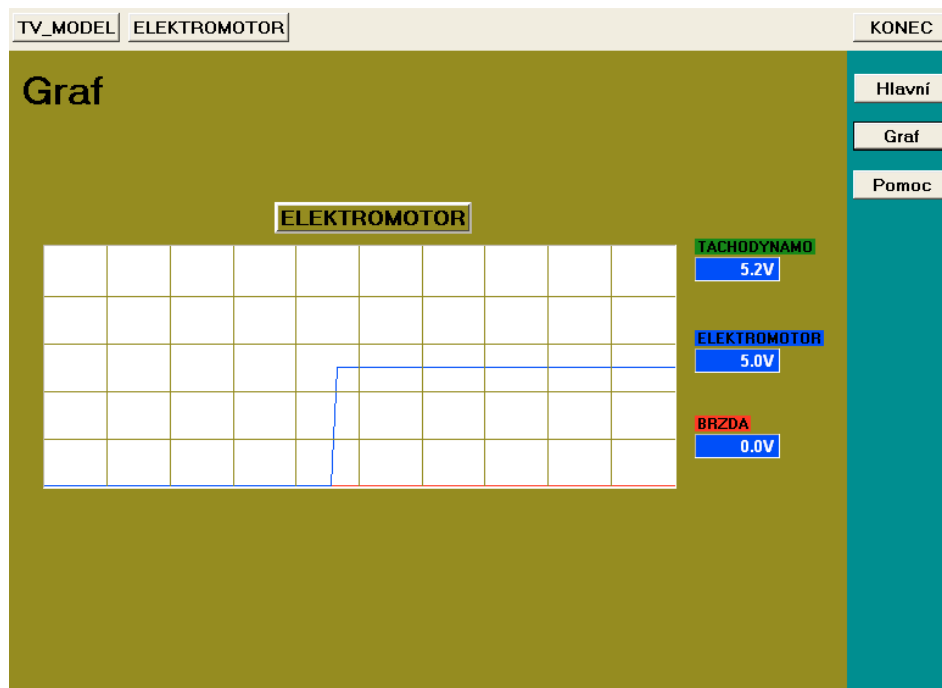 TV_MODEL ELEKTROMOTOR KONEC
Graf
Hlavní
Graf
Pomoc
ELEKTROMOTOR
TACHODYNAMO
5.2V
ELEKTROMOTOR
5.0V
BRZDA
0.0V